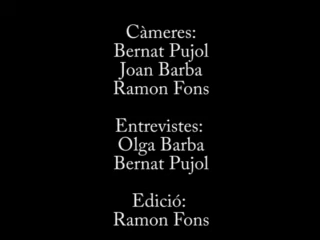 Càmeres:
Bernat Pujol
Joan Barba
Ramon Fons
Entrevistes:
Olga Barba
Bernat Pujol
Edició:
Ramon Fons